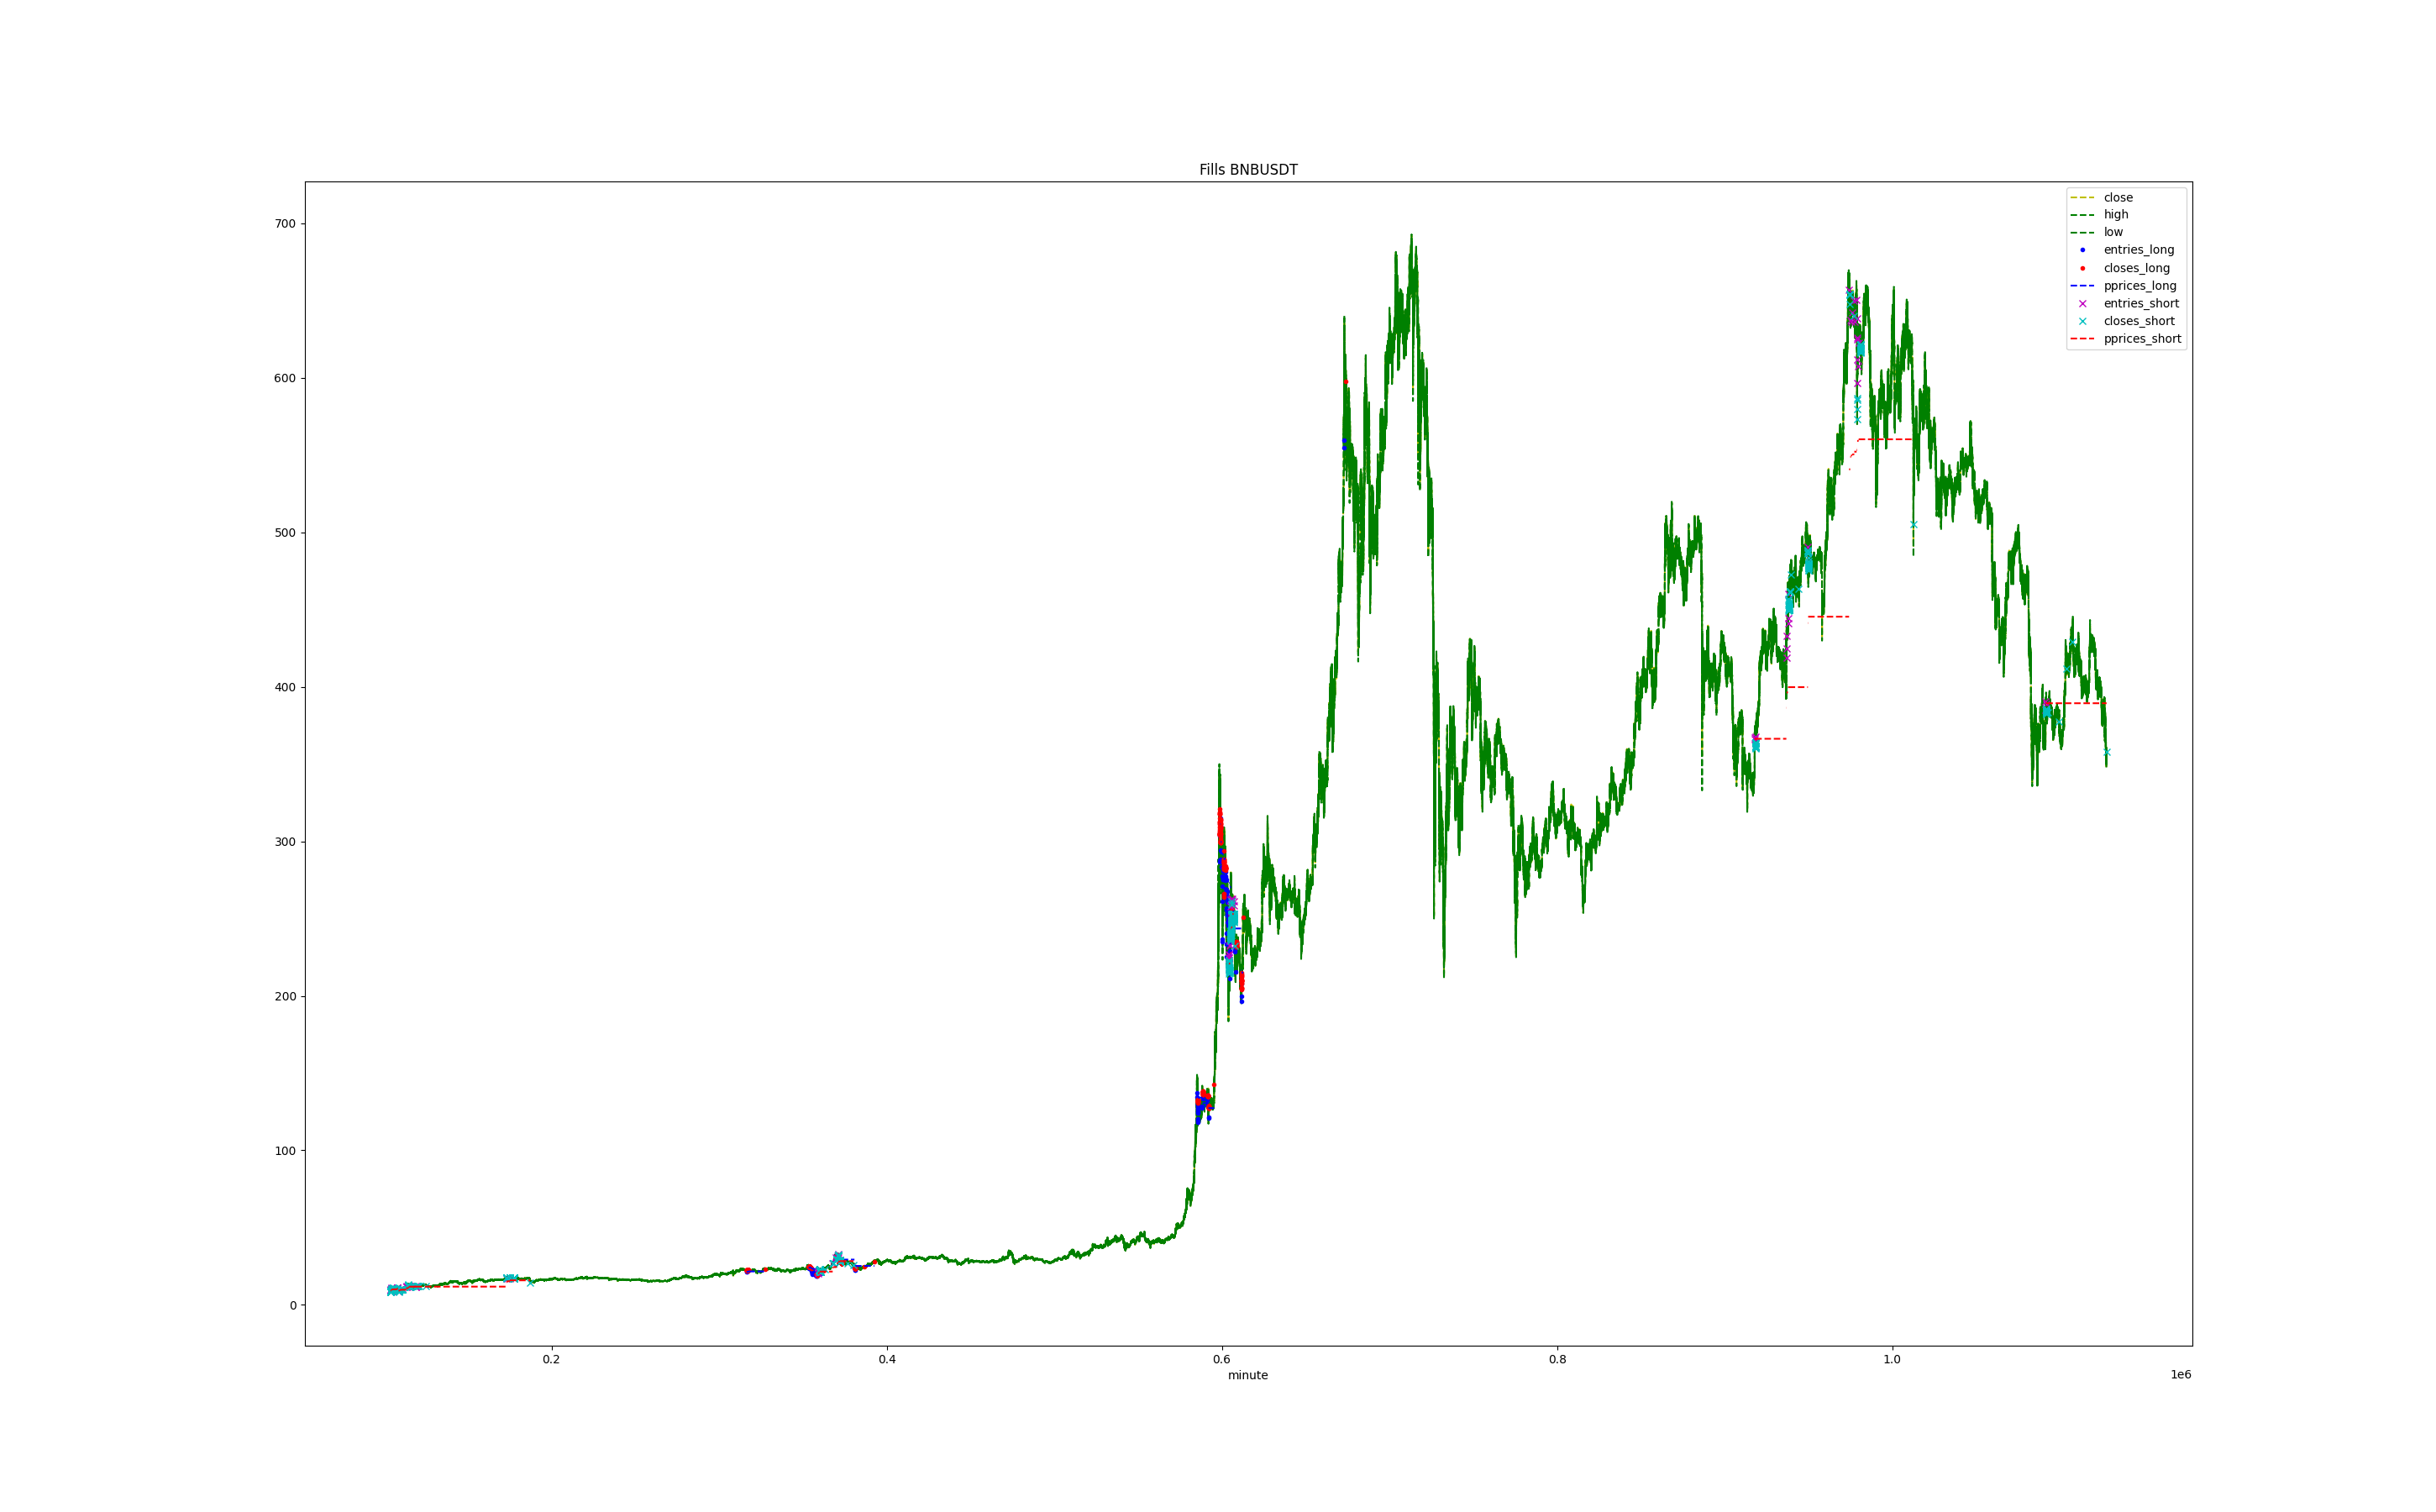 Fills BNBUSDT
close
high
low
entries_long
closes_long
pprices_long
entries_short
closes_short
pprices_short
700
600
500
400
300
200
100
0
0.2 0.4 0.6 0.8 1.0
minute 1e6